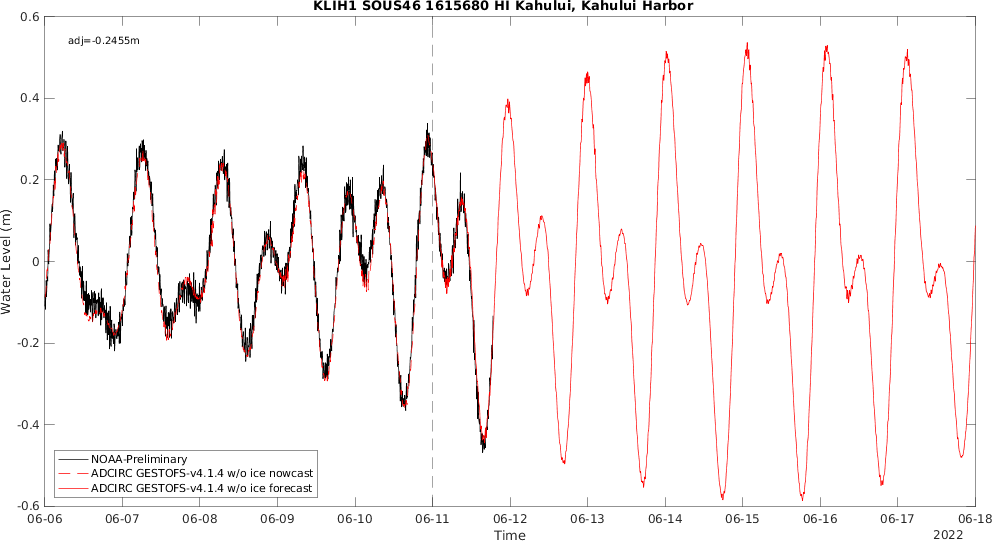 KLIH1 SOUS46 1615680 HI Kahului, Kahului Harbor
adj=-0.2455m
0.6
0.4
0.2
0
-0.2
-0.4
-0.6
Water Level (m)
NOAA-Preliminary
ADCIRC GESTOFS-v4.1.4 w/o ice nowcast
ADCIRC GESTOFS-v4.1.4 w/o ice forecast
06-06 06-07 06-08 06-09 06-10 06-11 06-12 06-13 06-14 06-15 06-16 06-17 06-18
Time
2022